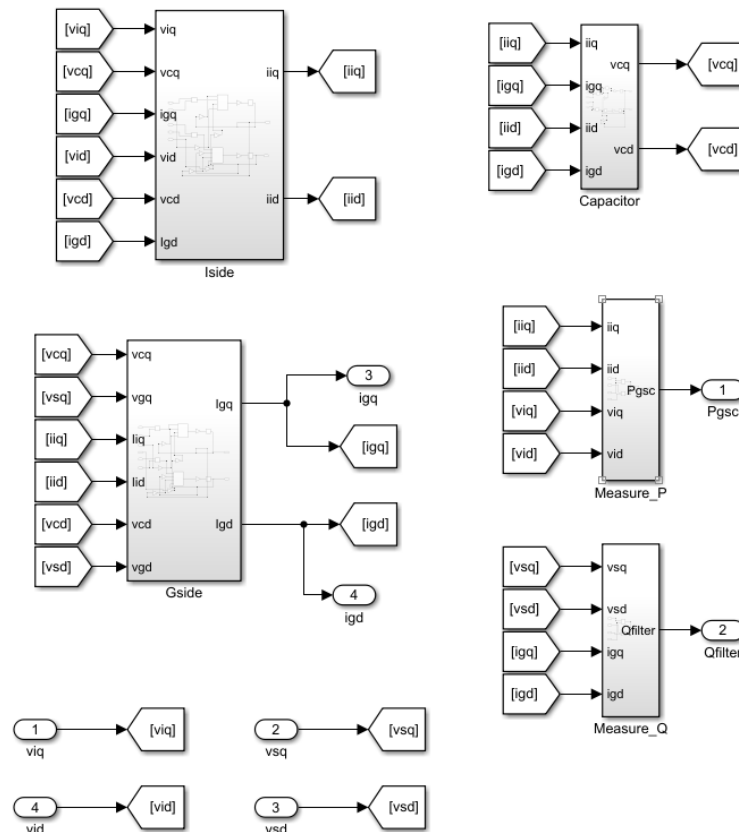 [viq] viq
[vcq] vcq
[igq] igq
[vid] vid
[vcd] vcd
[igd] Igd
iiq [iiq]
iid [iid]
Iside
[iiq] iiq
[igq] igq
[iid] iid
[igd] igd
vcq [vcq]
vcd [vcd]
Capacitor
[vcq] vcq
[vsq] vgq
[iiq] Iiq
[iid] Iid
[vcd] vcd
[vsd] vgd
Igq 3
igq
[igq]
Igd [igd]
4
igd
Gside
[iiq] iiq
[iid] iid
[viq] viq
[vid] vid
Pgsc 1
Pgsc
Measure_P
[vsq] vsq
[vsd] vsd
[igq] igq
[igd] igd
Qfilter 2
Qfilter
Measure_Q
1 [viq]
viq
2 [vsq]
vsq
4 [vid]
vid
3 [vsd]
vsd